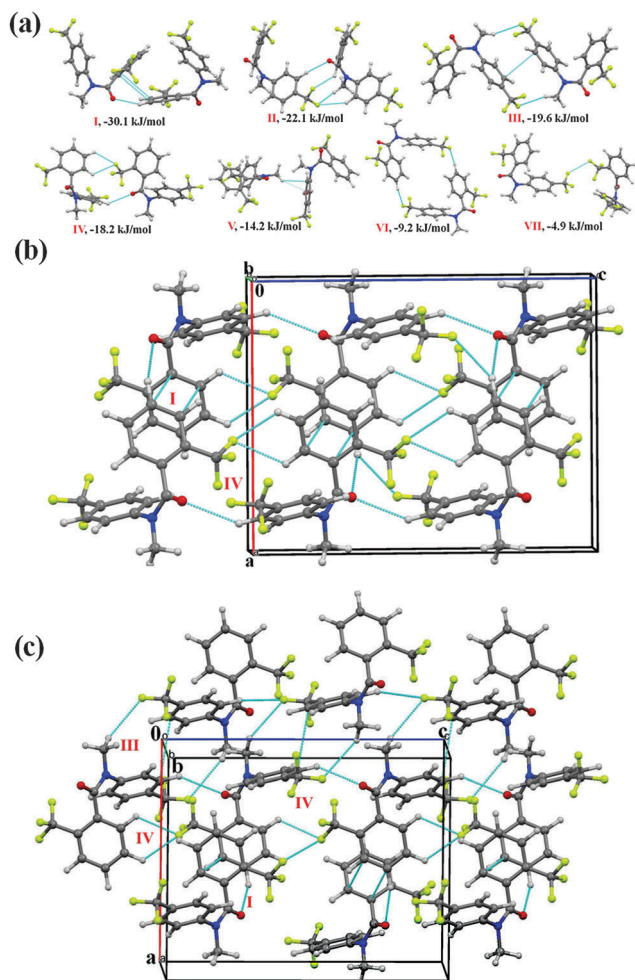 (a)
I, -30.1 kJ/mol
II, -22.1 kJ/mol
III, -19.6 kJ/mol
IV, -18.2 kJ/mol
V, -14.2 kJ/mol
VI, -9.2 kJ/mol
VII, -4.9 kJ/mol
(b)
b
0
c
I
IV
a
(c)
0
c
b
b
III
IV
IV
I
a
a